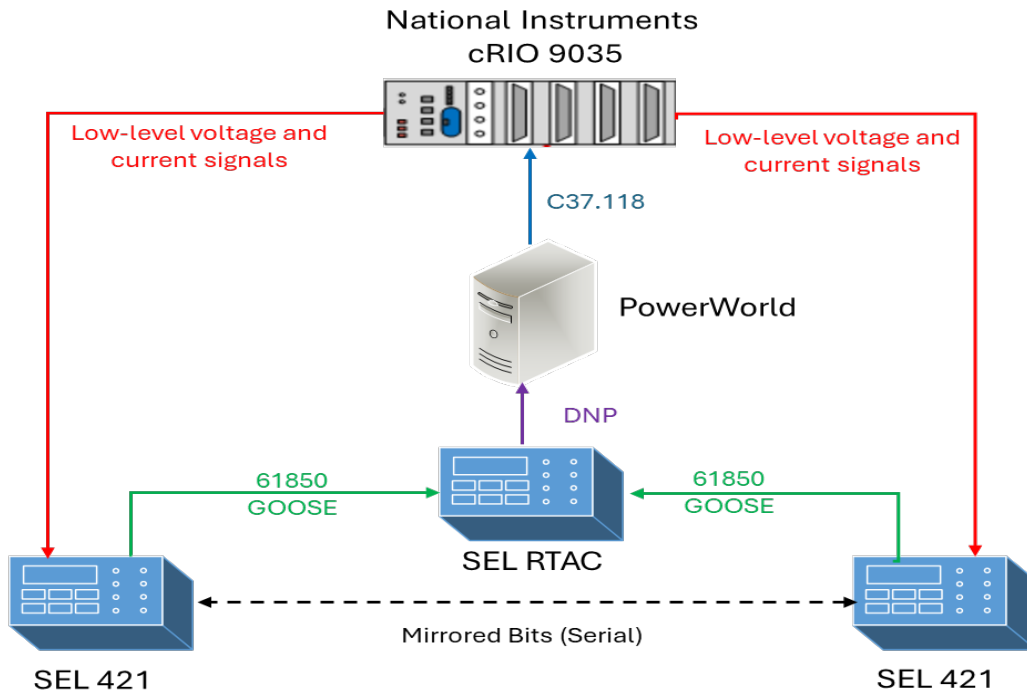 National Instruments
cRIO 9035
Low-level voltage and
current signals
Low-level voltage and
current signals
C37.118
PowerWorld
DNP
61850
GOOSE
61850
GOOSE
SEL RTAC
Mirrored Bits (Serial)
SEL 421
SEL 421